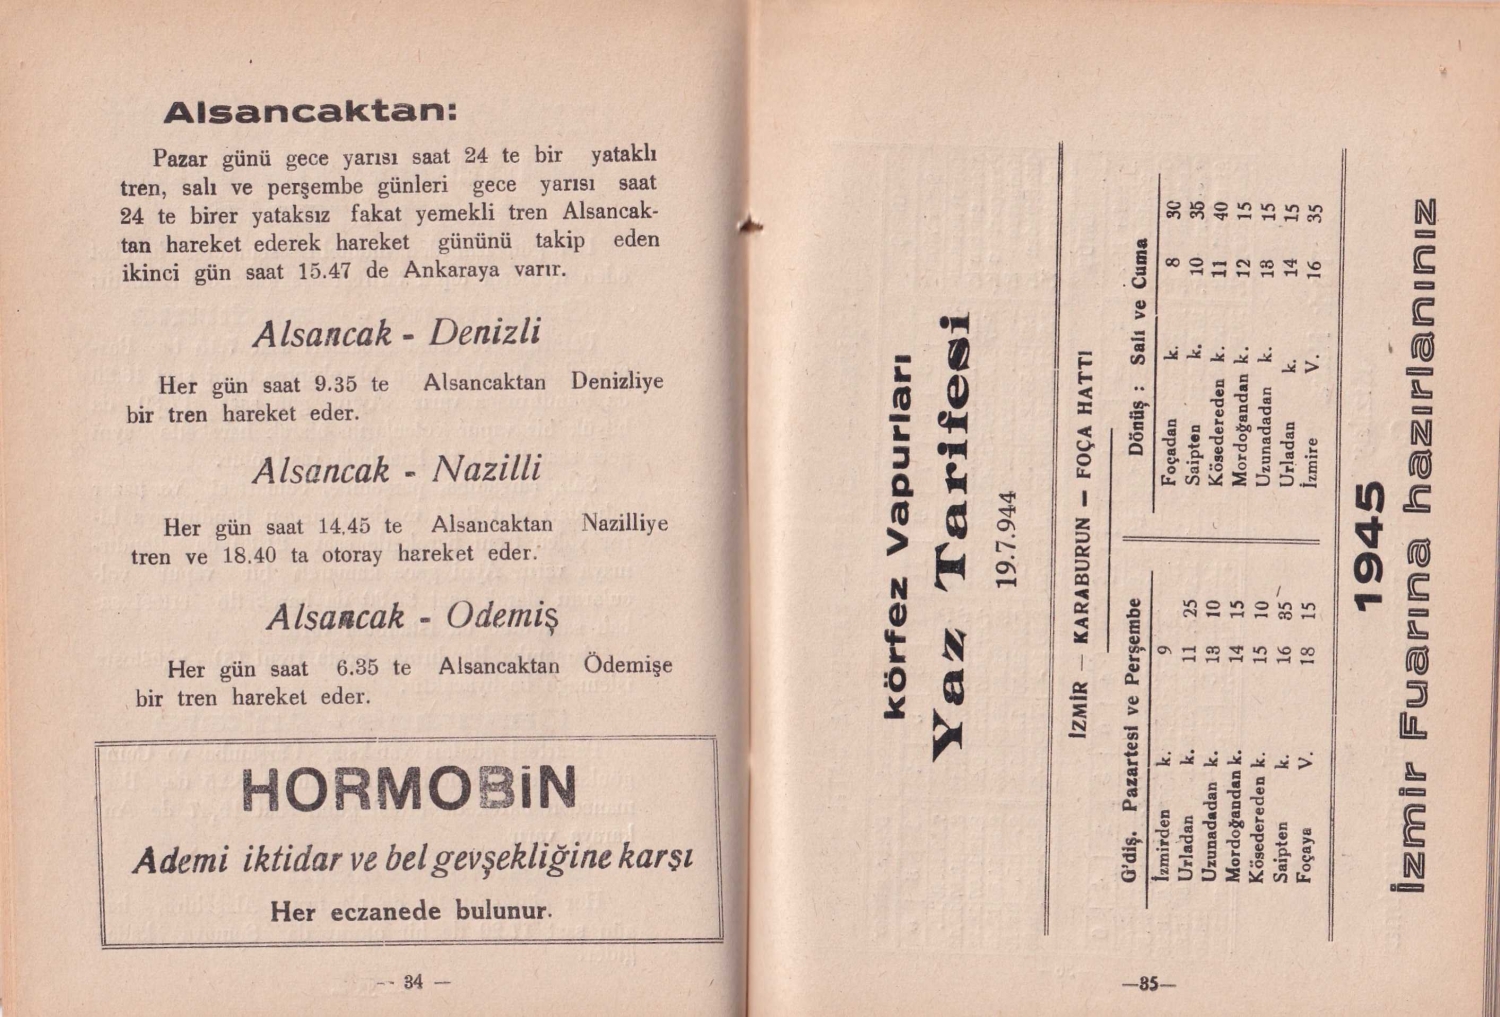 Alsancaktan:
Pazar günü gece yarısı saat 24 te bir yataklı
tren, salı ve perşembe günleri gece yarısı saat
24 te birer yataksız fakat yemekli tren Alsancak-
tan hareket ederek hareket gününü takip eden
ikinci gün saat 15.47 de Ankaraya varır.
Alsancak - Denizli
Her gün saat 9.35 te Alsancaktan Denizliye
bir tren hareket eder.
Alsancak - Nazilli
Her gün saat 14.45 te Alsancaktan Nazilliye
tren ve 18.40 ta otoray hareket eder.
Alsancak - Odemiş
Her gün saat 6.35 te Alsancaktan Ödemişe
bir tren hareket eder.
HORMOBiN
Ademi iktidar ve bel gevşekliğine karşı
Her eczanede bulunur.
-- 34 —
körfez Vapurları
Yaz Tarifesi
19.7.944
İZMİR — KARABURUN — FOÇA HATTI
G'diş. Pazartesi ve Perşembe
İzmirden k. 9
Urladan k. 11 25
Uzunadadan k. 13 10
Mordoğandan k. 14 15
Kösedereden k. 15 10
Saipten k. 16 35
Foçaya V. 18 15
Dönüş : Salı ve Cuma
Foçadan k. 8 30
Saipten k. 10 35
Kösedereden k. 11 40
Mordoğandan k. 12 15
Uzunadadan k. 13 15
Urladan k. 14 15
İzmire V. 16 35
1945
İzmir Fuarına hazırlanınız
—35—